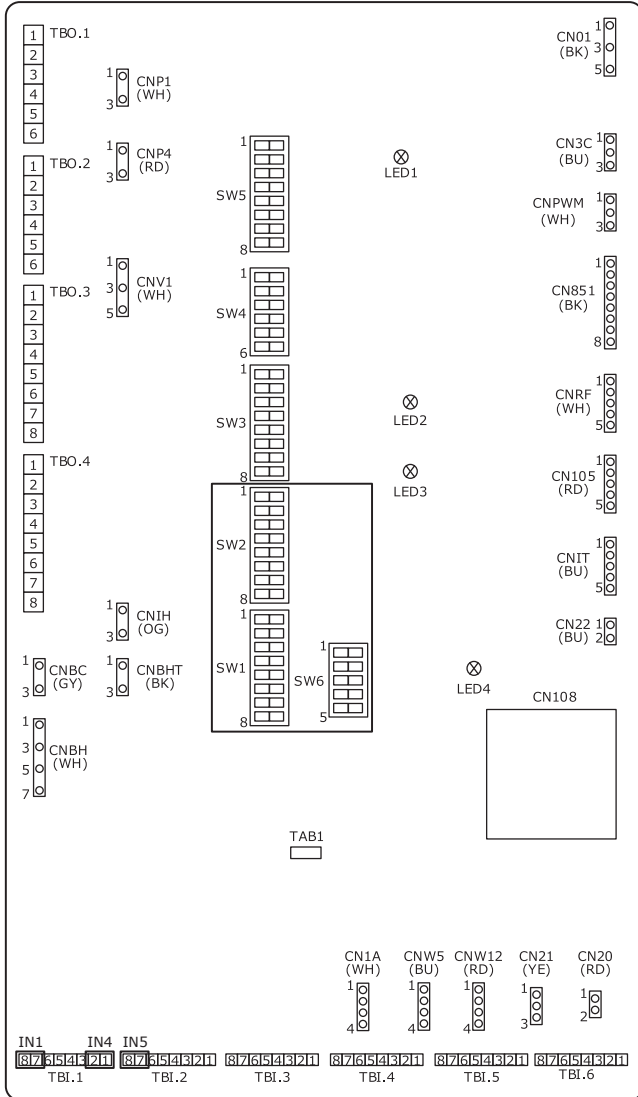 1 TBO.1
2
3
4
5
6
1 CNP1
3 (WH)
1 CNP4
3 (RD)
1 TBO.2
2
3
4
5
6
1 CNV1
3 (WH)
5
1 TBO.3
2
3
4
5
6
7
8
1 TBO.4
2
3
4
5
6
7
8
1 CNIH
3 (OG)
1 CNBC
3 (GY)
1 CNBHT
3 (BK)
1
3 CNBH
5 (WH)
7
1
SW5
8
1
SW4
6
1
SW3
8
1
SW2
8
1
SW1
8
1
SW6
5
LED1
LED2
LED3
LED4
CN01 1
(BK) 3
5
CN3C 1
(BU) 3
CNPWM 1
(WH) 3
1
CN851
(BK)
8
1
CNRF
(WH)
5
1
CN105
(RD)
5
1
CNIT
(BU)
5
CN22 1
(BU) 2
CN108
TAB1
CN1A
(WH)
1
4
CNW5
(BU)
1
4
CNW12
(RD)
1
4
CN21
(YE)
1
3
CN20
(RD)
1
2
IN1 IN4 IN5
8 7 6 5 4 3 2 1 8 7 6 5 4 3 2 1 8 7 6 5 4 3 2 1 8 7 6 5 4 3 2 1 8 7 6 5 4 3 2 1 8 7 6 5 4 3 2 1
TBI.1 TBI.2 TBI.3 TBI.4 TBI.5 TBI.6